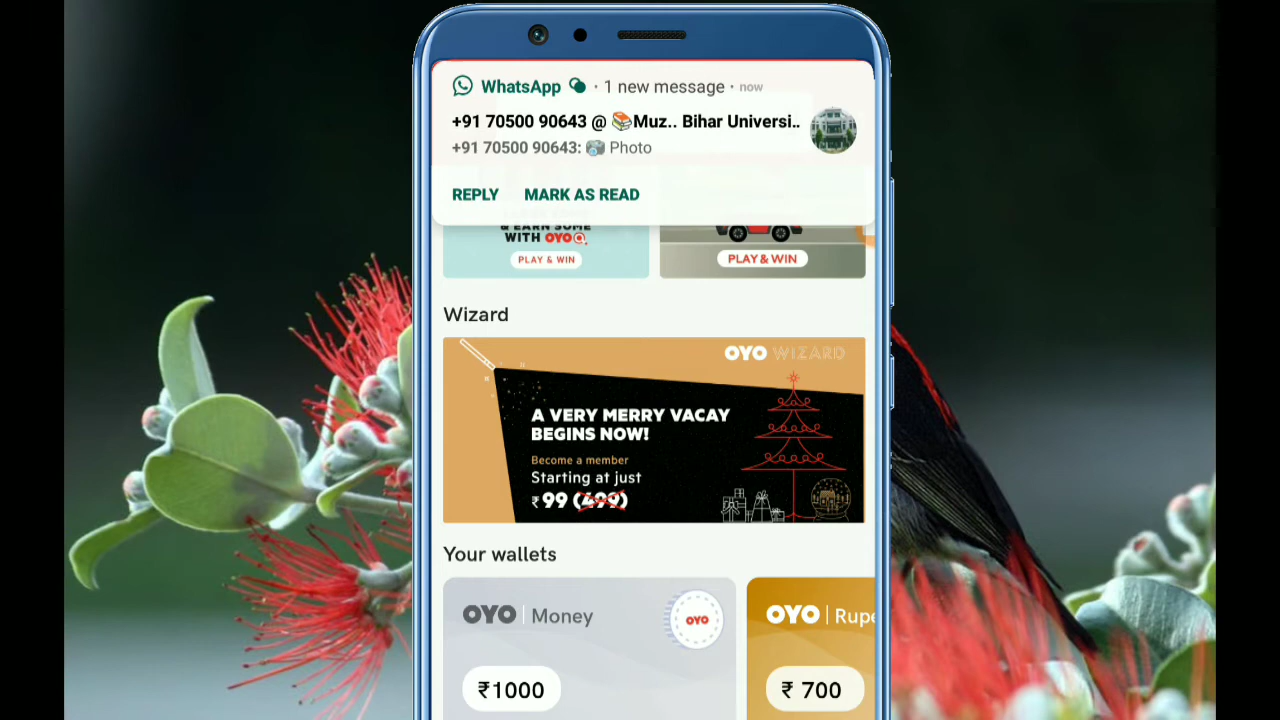 WhatsApp · 1 new message · now
+91 70500 90643 @ 📚Muz.. Bihar Universi..
+91 70500 90643: 📷 Photo
REPLY MARK AS READ
& EARN SOME
WITH OYO
PLAY & WIN
PLAY & WIN
Wizard
OYO WIZARD
A VERY MERRY VACAY
BEGINS NOW!
Become a member
Starting at just
₹99 (499)
Your wallets
OYO | Money
OYO
₹1000
OYO | Rupe
₹ 700